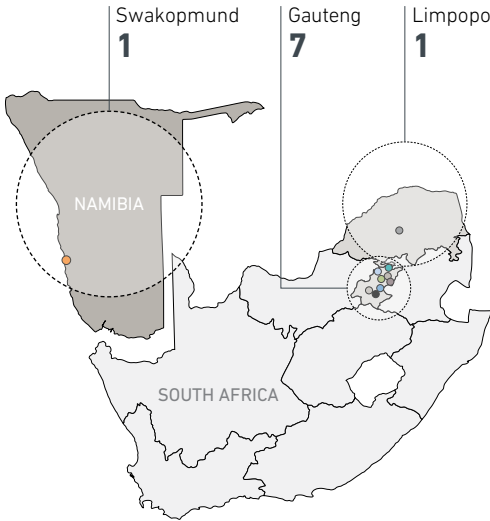 Swakopmund
1
Gauteng
7
Limpopo
1
NAMIBIA
SOUTH AFRICA